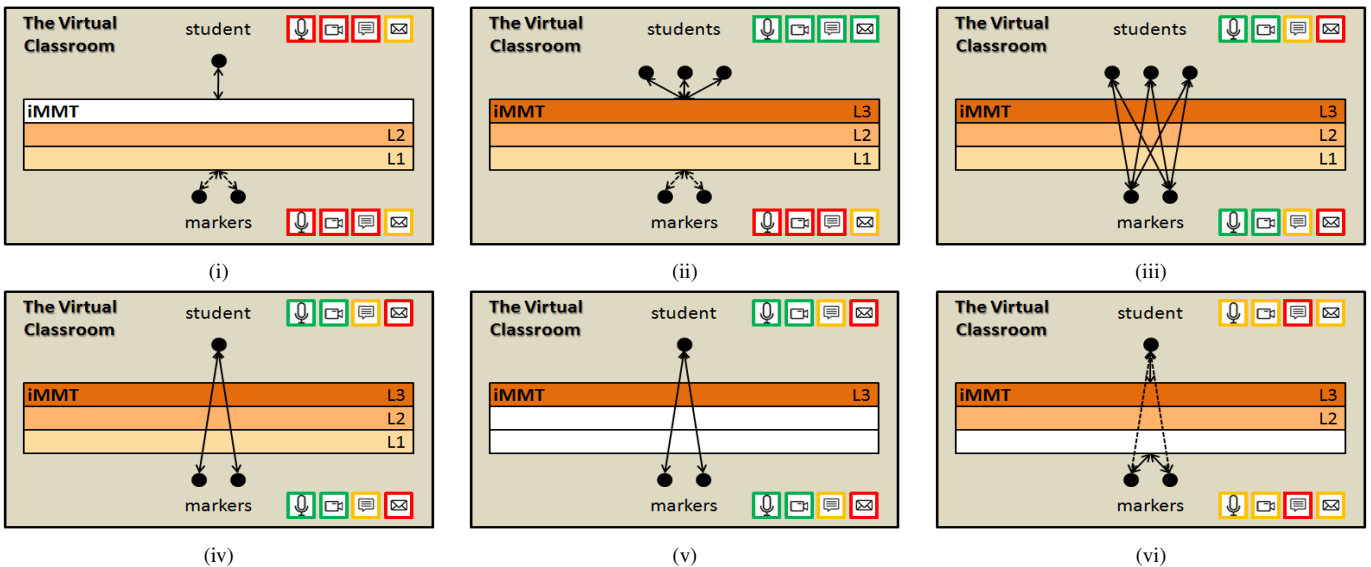 The Virtual
Classroom
student
iMMT
L2
L1
markers
(i)
The Virtual
Classroom
students
iMMT L3
L2
L1
markers
(ii)
The Virtual
Classroom
students
iMMT L3
L2
L1
markers
(iii)
The Virtual
Classroom
student
iMMT L3
L2
L1
markers
(iv)
The Virtual
Classroom
student
iMMT L3
markers
(v)
The Virtual
Classroom
student
iMMT L3
L2
markers
(vi)